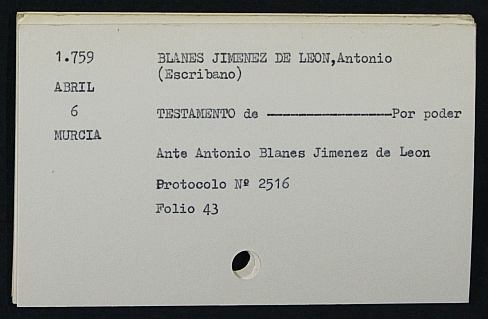 1.759
ABRIL
6
MURCIA
BLANES JIMENEZ DE LEON,Antonio
(Escribano)
TESTAMENTO de ------------------Por poder
Ante Antonio Blanes Jimenez de Leon
Protocolo Nº 2516
Folio 43